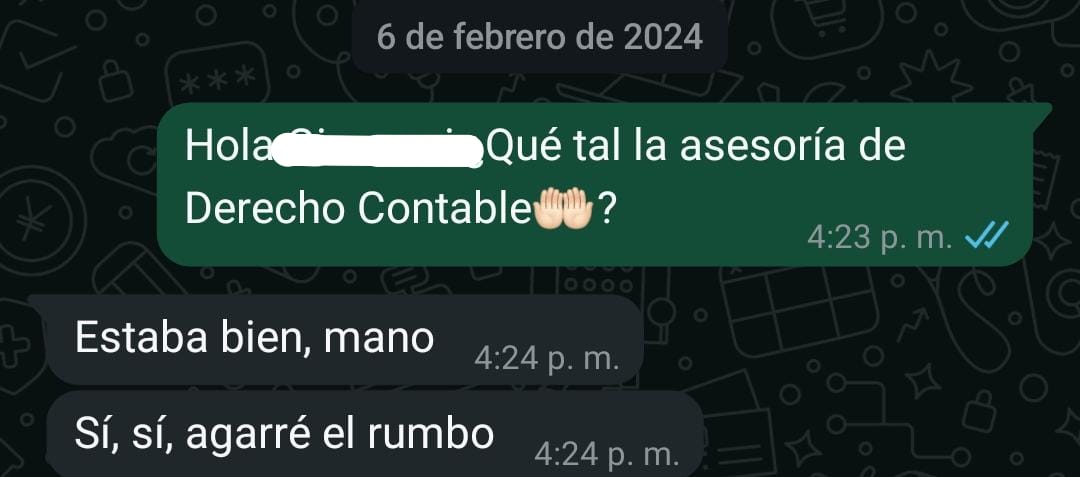 6 de febrero de 2024
Hola Qué tal la asesoría de
Derecho Contable🤲🏻?
4:23 p. m.
Estaba bien, mano
4:24 p. m.
Sí, sí, agarré el rumbo
4:24 p. m.